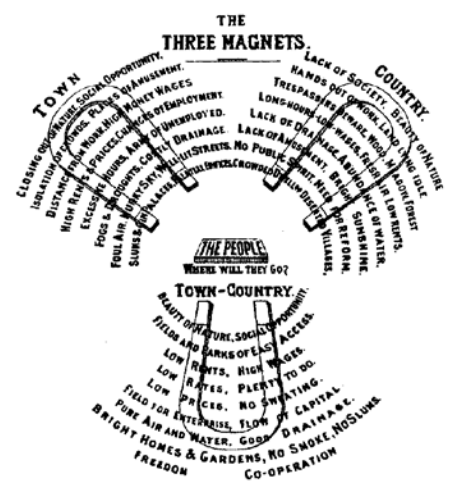 THE
THREE MAGNETS.
TOWN
CLOSING OUT OF NATURE. SOCIAL OPPORTUNITY.
ISOLATION OF CROWDS. PLACES OF AMUSEMENT.
DISTANCE FROM WORK. HIGH MONEY WAGES
HIGH RENTS & PRICES. CHANCES OF EMPLOYMENT.
EXCESSIVE HOURS. ARMY OF UNEMPLOYED.
FOGS & DROUGHTS. COSTLY DRAINAGE.
FOUL AIR. MURKY SKY. WELL-LIT STREETS.
SLUMS & GIN PALACES. EDIFICES.
COUNTRY.
LACK OF SOCIETY. BEAUTY OF NATURE
HANDS OUT OF WORK. LAND LYING IDLE
TRESPASSERS BEWARE. WOOD, MEADOW, FOREST
LONG HOURS-LOW WAGES. FRESH AIR LOW RENTS.
LACK OF DRAINAGE. ABUNDANCE OF WATER.
LACK OF AMUSEMENT. BRIGHT SUNSHINE.
NO PUBLIC SPIRIT. NEED FOR REFORM.
CROWDED DWELLINGS. DESERTED VILLAGES.
THE PEOPLE
WHERE WILL THEY GO?
TOWN-COUNTRY.
BEAUTY OF NATURE, SOCIAL OPPORTUNITY.
FIELDS AND PARKS OF EASY ACCESS.
LOW RENTS, HIGH WAGES.
LOW RATES, PLENTY TO DO.
LOW PRICES, NO SWEATING.
FIELD FOR ENTERPRISE, FLOW OF CAPITAL.
PURE AIR AND WATER, GOOD DRAINAGE.
BRIGHT HOMES & GARDENS, NO SMOKE, NO SLUMS.
FREEDOM CO-OPERATION